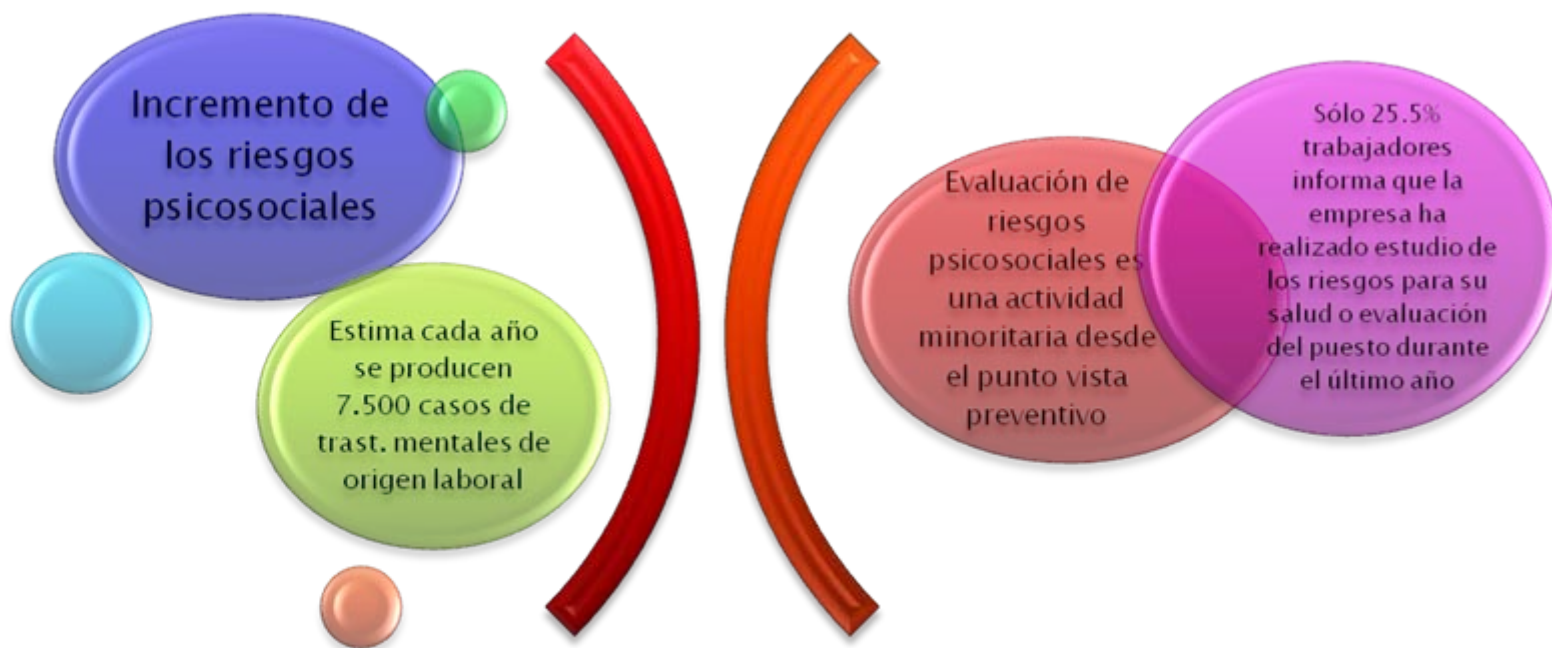 Incremento de
los riesgos
psicosociales
Estima cada año
se producen
7.500 casos de
trast. mentales de
origen laboral
Evaluación de
riesgos
psicosociales es
una actividad
minoritaria desde
el punto vista
preventivo
Sólo 25.5%
trabajadores
informa que la
empresa ha
realizado estudio de
los riesgos para su
salud o evaluación
del puesto durante
el último año